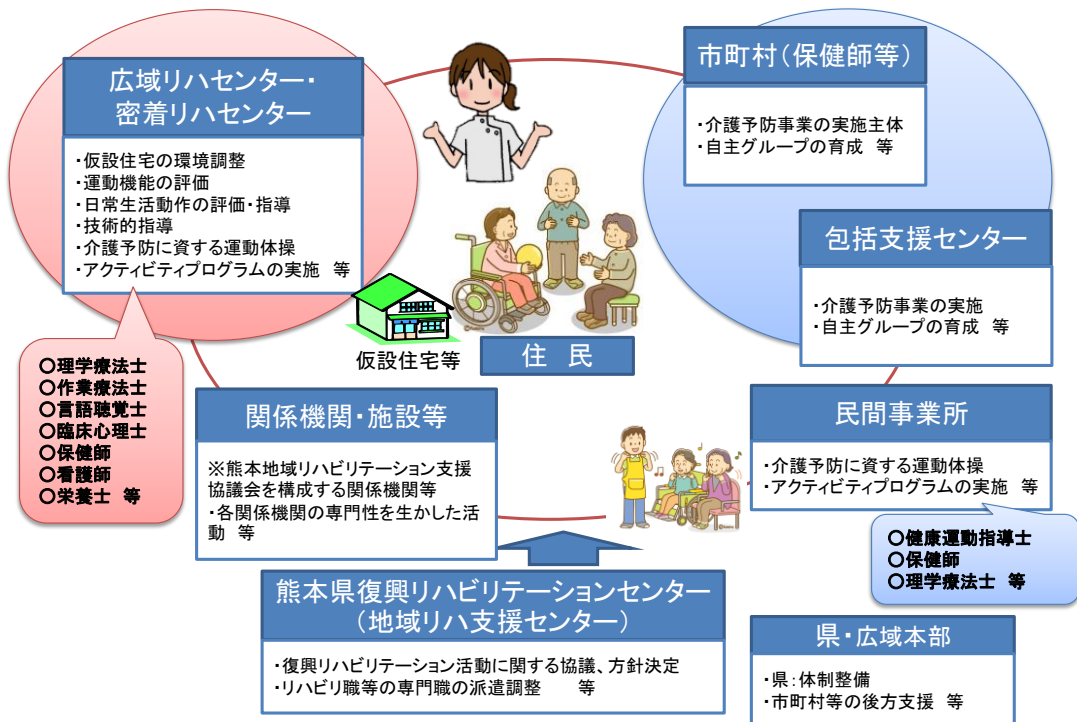 広域リハセンター・
密着リハセンター
・仮設住宅の環境調整
・運動機能の評価
・日常生活動作の評価・指導
・技術的指導
・介護予防に資する運動体操
・アクティビティプログラムの実施 等
市町村(保健師等)
・介護予防事業の実施主体
・自主グループの育成 等
包括支援センター
・介護予防事業の実施
・自主グループの育成 等
仮設住宅等
住 民
○理学療法士
○作業療法士
○言語聴覚士
○臨床心理士
○保健師
○看護師
○栄養士 等
関係機関・施設等
※熊本地域リハビリテーション支援
協議会を構成する関係機関等
・各関係機関の専門性を生かした活
動 等
民間事業所
・介護予防に資する運動体操
・アクティビティプログラムの実施 等
○健康運動指導士
○保健師
○理学療法士 等
熊本県復興リハビリテーションセンター
(地域リハ支援センター)
・復興リハビリテーション活動に関する協議、方針決定
・リハビリ職等の専門職の派遣調整 等
県・広域本部
・県:体制整備
・市町村等の後方支援 等